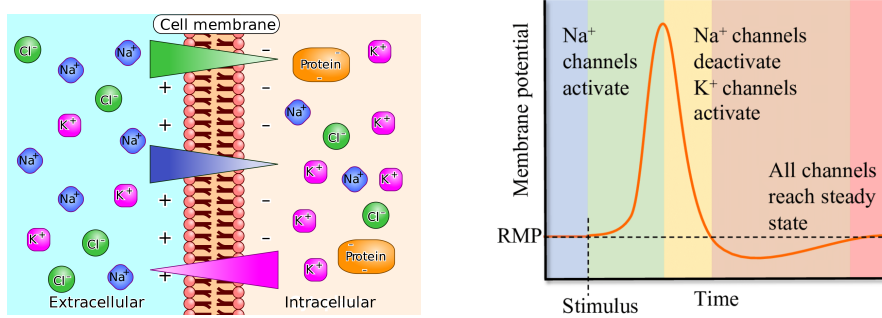 Cell membrane
Cl⁻
Na⁺
Na⁺
Cl⁻
K⁺
Na⁺
Na⁺
Na⁺
K⁺
K⁺
Cl⁻
Cl⁻
Na⁺
+
+
+
+
+
–
–
–
–
–
–
Protein
-
-
K⁺
Na⁺
K⁺
Cl⁻
K⁺
Na⁺
K⁺
K⁺
Cl⁻
Protein
-
-
K⁺
Extracellular
Intracellular
Membrane potential
Na⁺
channels
activate
Na⁺ channels
deactivate
K⁺ channels
activate
All channels
reach steady
state
RMP
Stimulus
Time